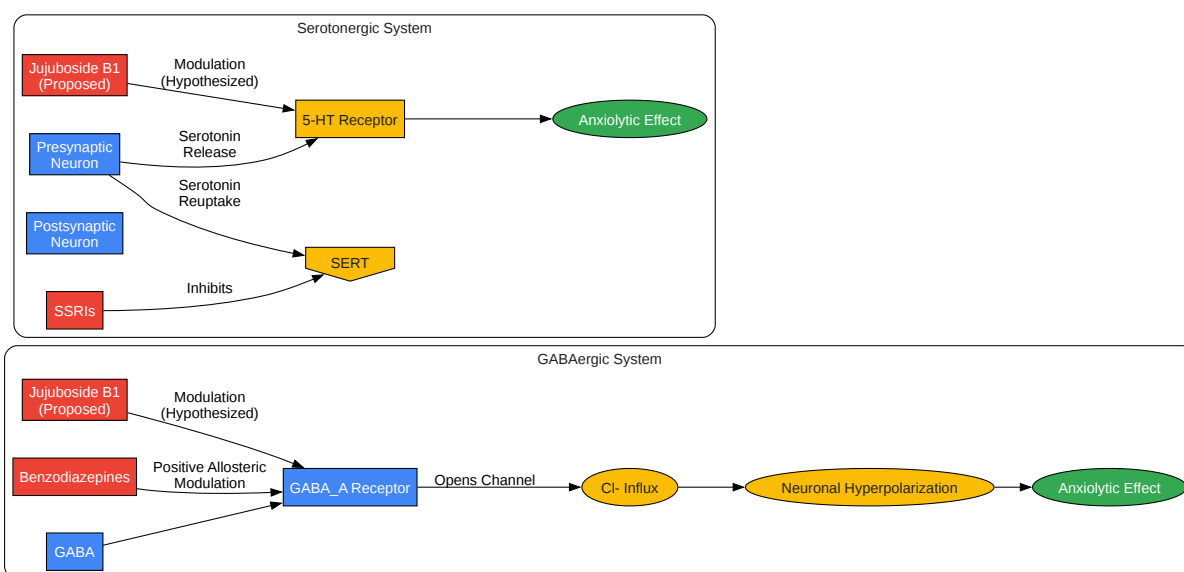 Serotonergic System
Jujuboside B1
(Proposed)
Modulation
(Hypothesized)
5-HT Receptor
Anxiolytic Effect
Presynaptic
Neuron
Serotonin
Release
Serotonin
Reuptake
Postsynaptic
Neuron
SERT
SSRIs
Inhibits
GABAergic System
Jujuboside B1
(Proposed)
Modulation
(Hypothesized)
Benzodiazepines
Positive Allosteric
Modulation
GABA_A Receptor
Opens Channel
Cl- Influx
Neuronal Hyperpolarization
Anxiolytic Effect
GABA